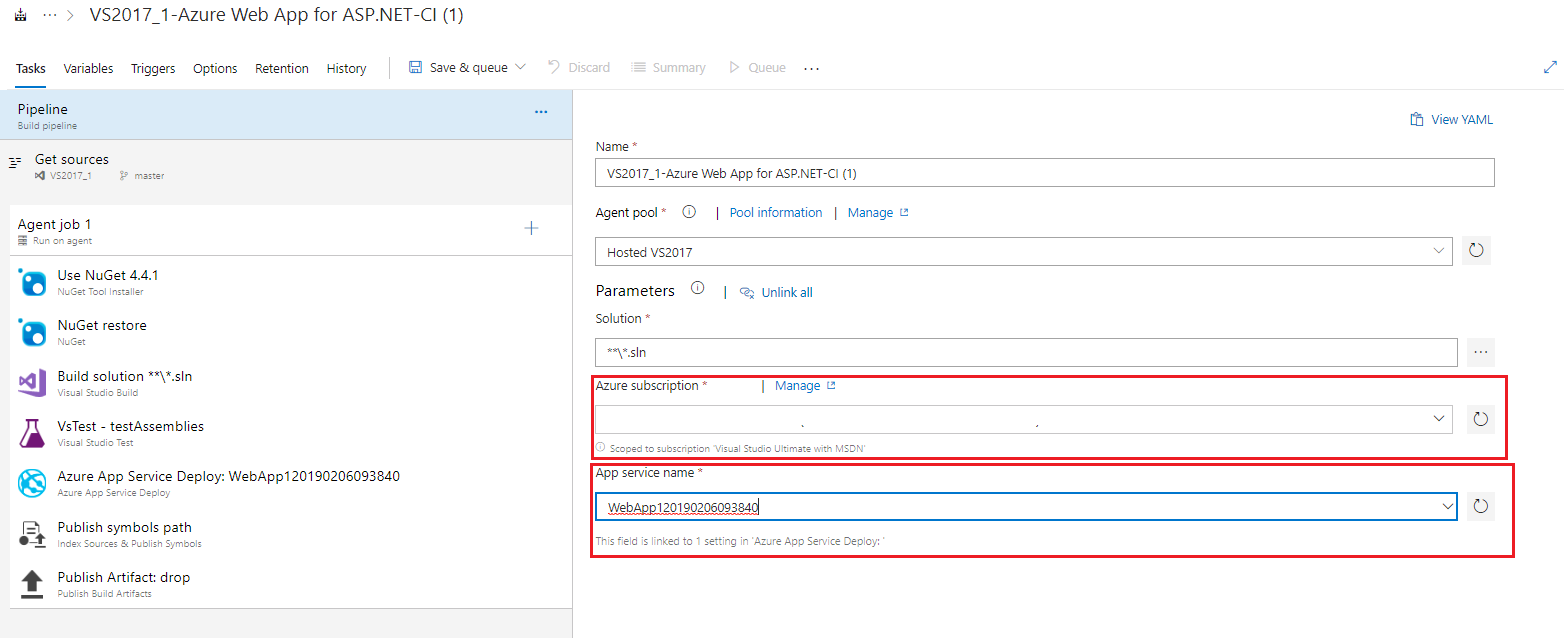 ··· > VS2017_1-Azure Web App for ASP.NET-CI (1)
Tasks Variables Triggers Options Retention History Save & queue Discard Summary Queue ···
Pipeline ···
Build pipeline
Get sources
VS2017_1 master
Agent job 1
Run on agent
Use NuGet 4.4.1
NuGet Tool Installer
NuGet restore
NuGet
Build solution **\*.sln
Visual Studio Build
VsTest - testAssemblies
Visual Studio Test
Azure App Service Deploy: WebApp120190206093840
Azure App Service Deploy
Publish symbols path
Index Sources & Publish Symbols
Publish Artifact: drop
Publish Build Artifacts
View YAML
Name *
VS2017_1-Azure Web App for ASP.NET-CI (1)
Agent pool * | Pool information | Manage
Hosted VS2017
Parameters | Unlink all
Solution *
**\*.sln
···
Azure subscription * | Manage
Scoped to subscription 'Visual Studio Ultimate with MSDN'
App service name *
WebApp120190206093840
This field is linked to 1 setting in 'Azure App Service Deploy: '